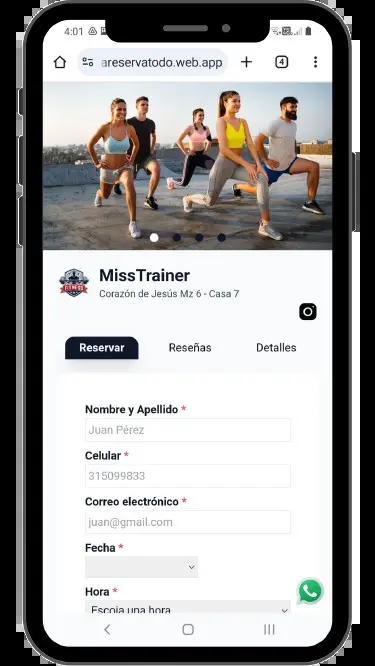 4:01
areservatodo.web.app
4
FITNESS
MissTrainer
Corazón de Jesús Mz 6 - Casa 7
Reservar
Reseñas
Detalles
Nombre y Apellido *
Juan Pérez
Celular *
315099833
Correo electrónico *
juan@gmail.com
Fecha *
Hora *
Escoja una hora